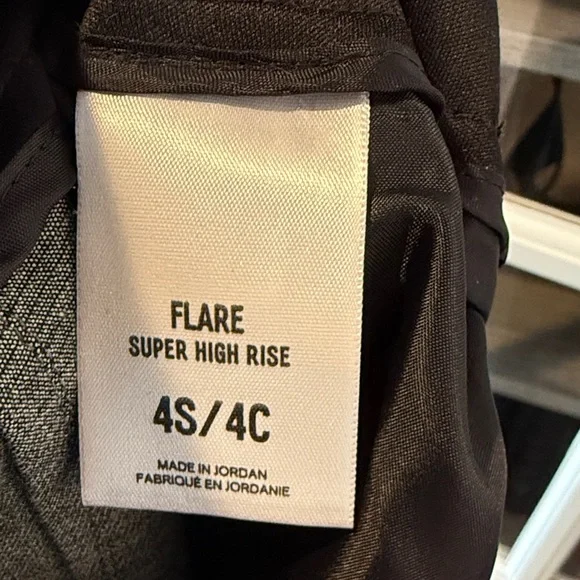 FLARE
SUPER HIGH RISE
4S/4C
MADE IN JORDAN
FABRIQUÉ EN JORDANIE